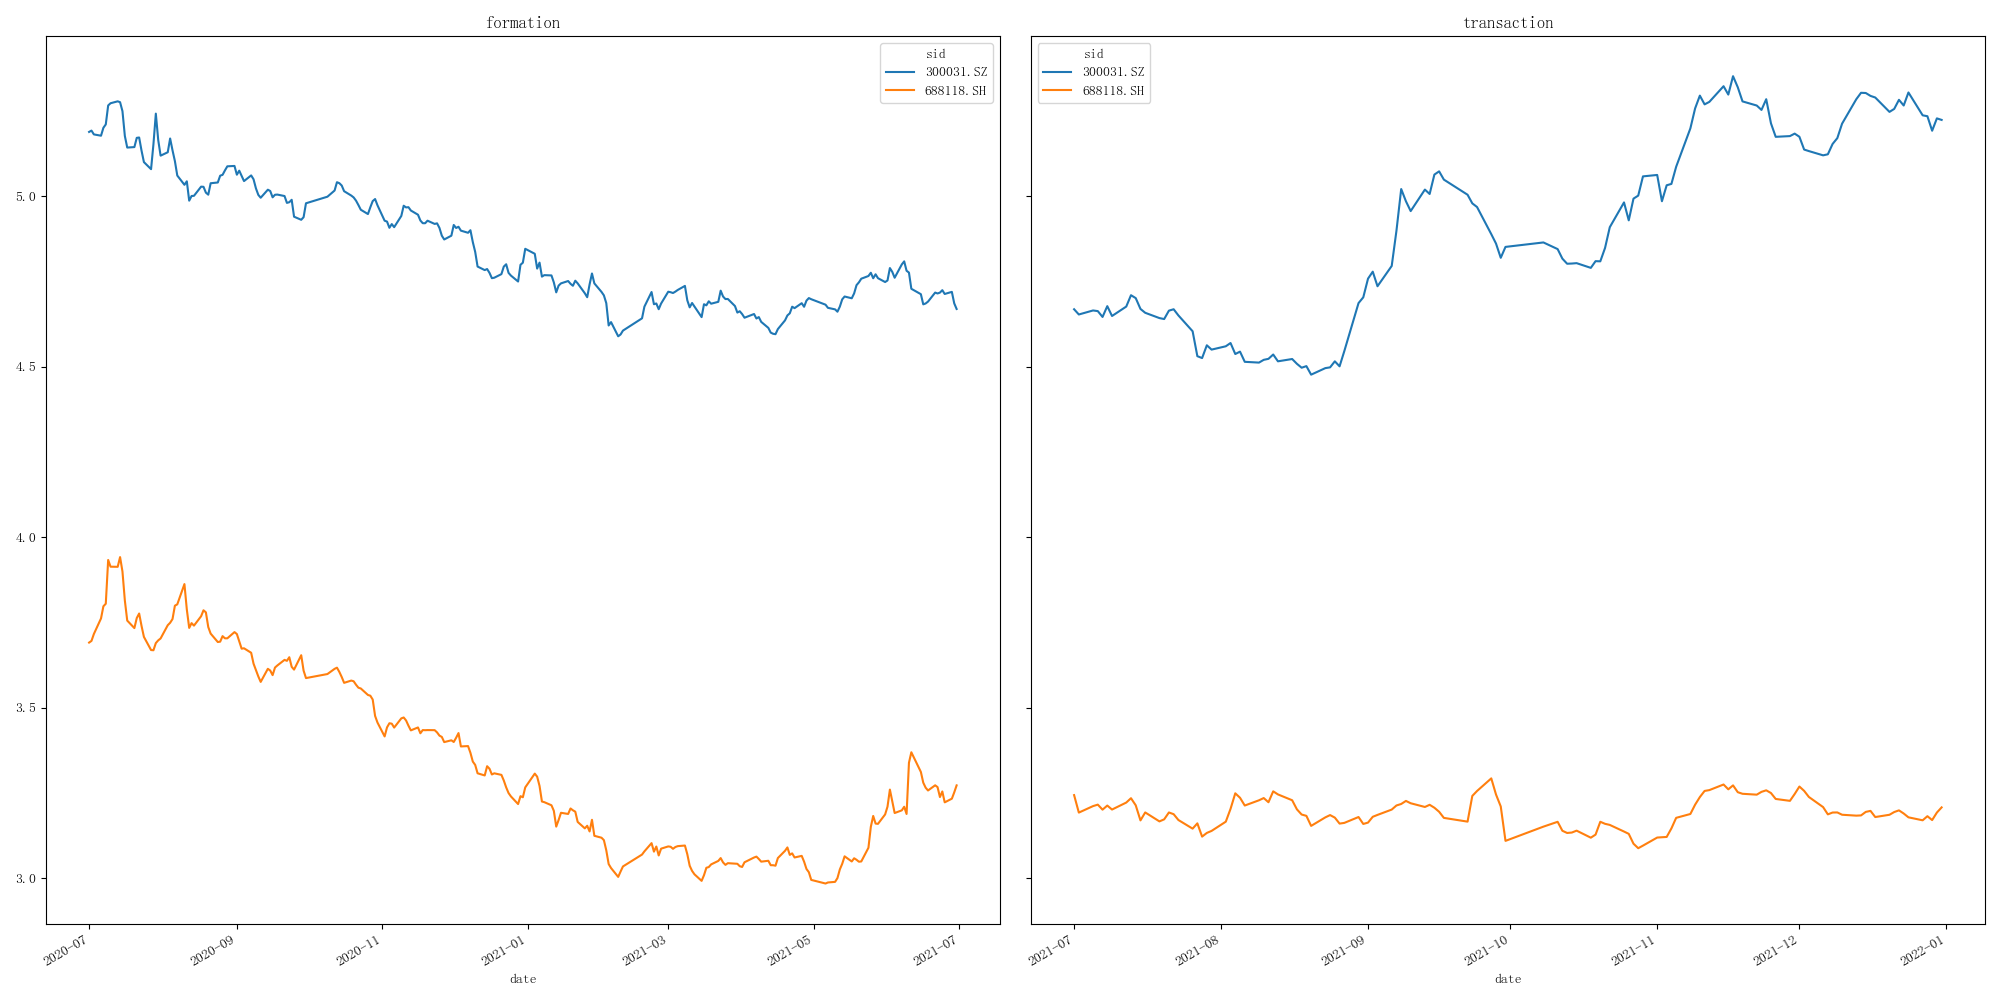 formation
sid
300031.SZ
688118.SH
5.0
4.5
4.0
3.5
3.0
2020-07
2020-09
2020-11
2021-01
2021-03
2021-05
2021-07
date
transaction
sid
300031.SZ
688118.SH
2021-07
2021-08
2021-09
2021-10
2021-11
2021-12
2022-01
date